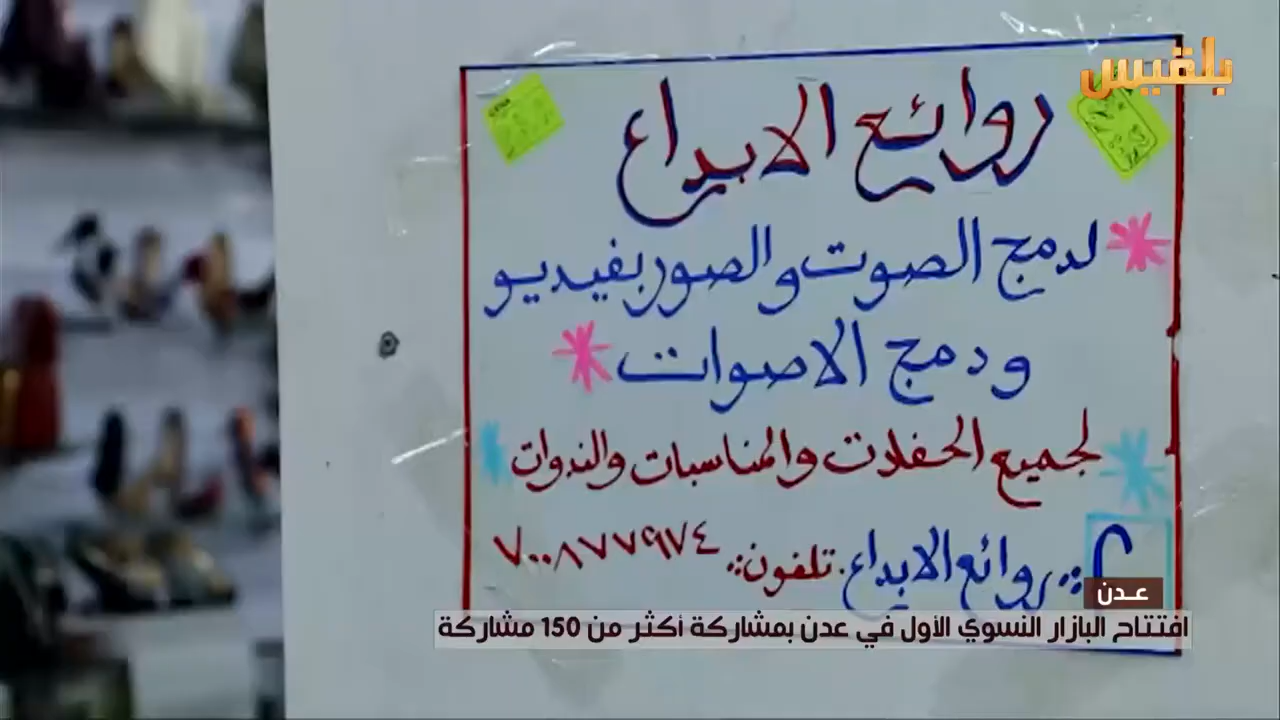 بلقيس
روائع الابداع
لدمج الصوت والصور بفيديو
ودمج الاصوات
لجميع الحفلات والمناسبات والندوات
روائع الابداع. تلفون:. ٧٠٠٨٧٧٩٧٤
عدن
افتتاح البازار النسوي الأول في عدن بمشاركة أكثر من 150 مشاركة